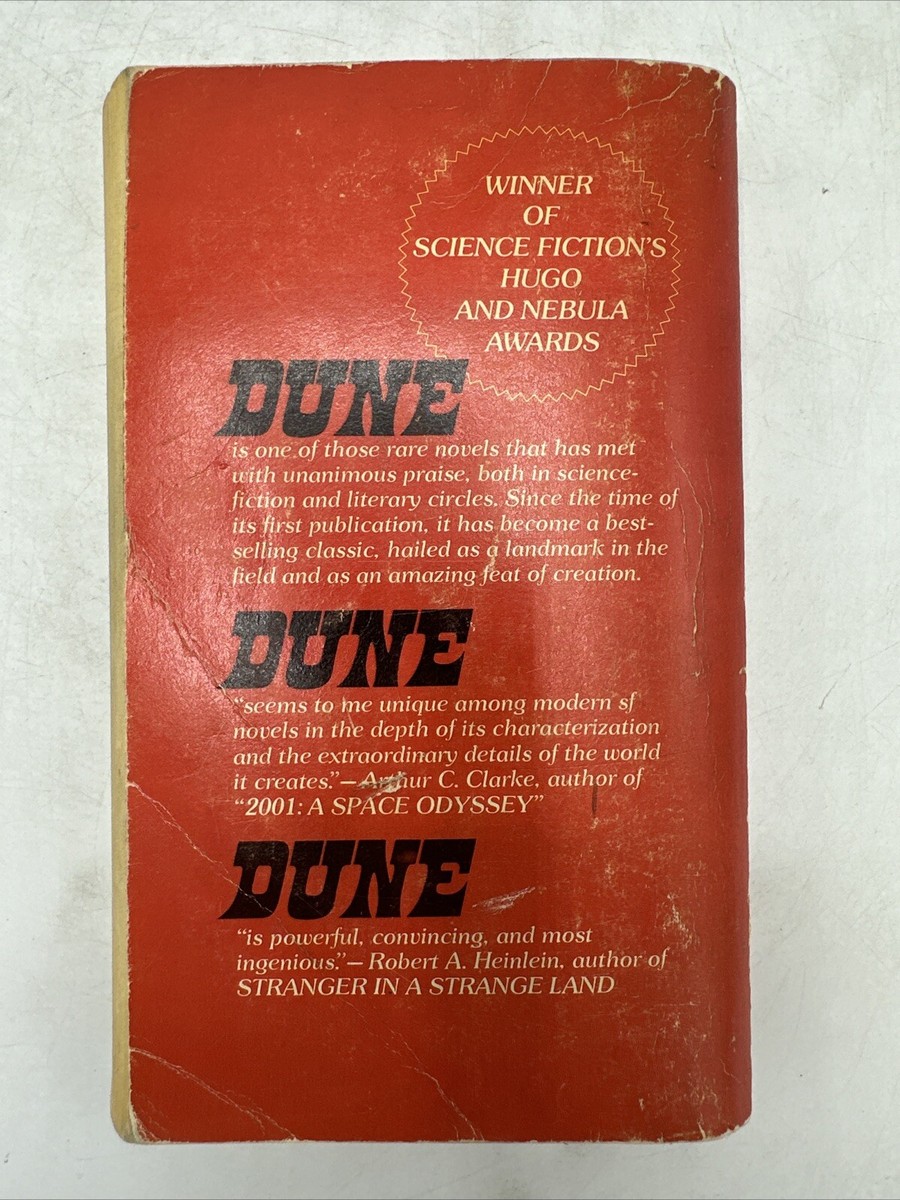 WINNER
OF
SCIENCE FICTION'S
HUGO
AND NEBULA
AWARDS
DUNE
is one of those rare novels that has met
with unanimous praise, both in science-
fiction and literary circles. Since the time of
its first publication, it has become a best-
selling classic, hailed as a landmark in the
field and as an amazing feat of creation.
DUNE
"seems to me unique among modern sf
novels in the depth of its characterization
and the extraordinary details of the world
it creates."—Arthur C. Clarke, author of
"2001: A SPACE ODYSSEY"
DUNE
"is powerful, convincing, and most
ingenious."—Robert A. Heinlein, author of
STRANGER IN A STRANGE LAND